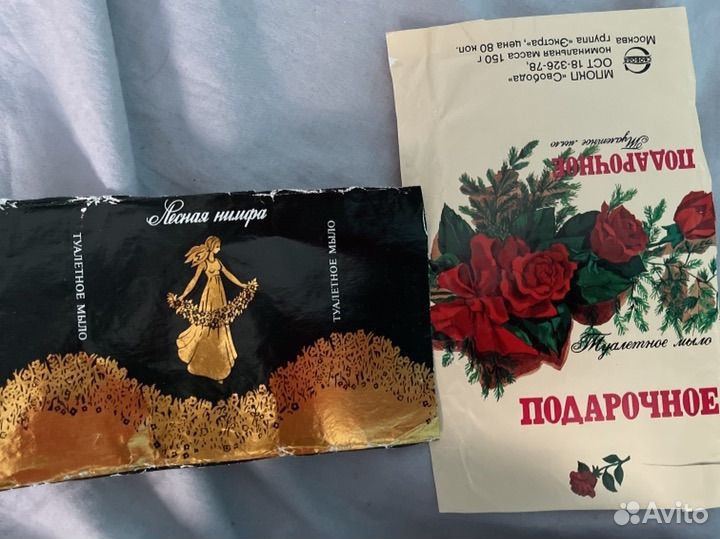 Лесная нимфа
ТУАЛЕТНОЕ МЫЛО
ТУАЛЕТНОЕ МЫЛО
МПОКП «Свобода»
ОСТ 18-326-78,
номинальная масса 150 г
группа «Экстра», цена 80 коп.
Москва
СВОБОДА
Туалетное мыло
ПОДАРОЧНОЕ
Туалетное мыло
ПОДАРОЧНОЕ
Avito